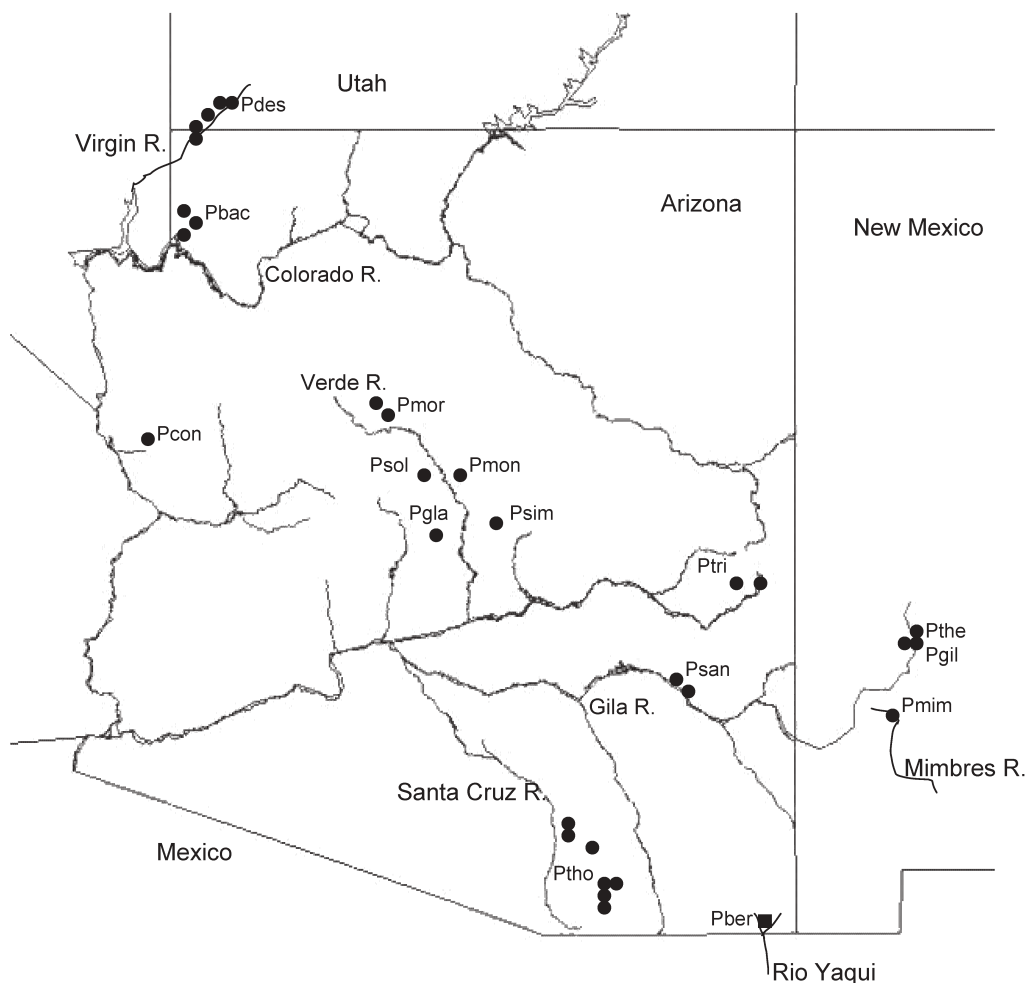 Utah
Pdes
Virgin R.
Arizona
Pbac
New Mexico
Colorado R.
Verde R.
Pmor
Pcon
Psol
Pmon
Pgla
Psim
Ptri
Pthe
Pgil
Psan
Gila R.
Pmim
Mimbres R.
Santa Cruz R.
Mexico
Ptho
Pber
Rio Yaqui